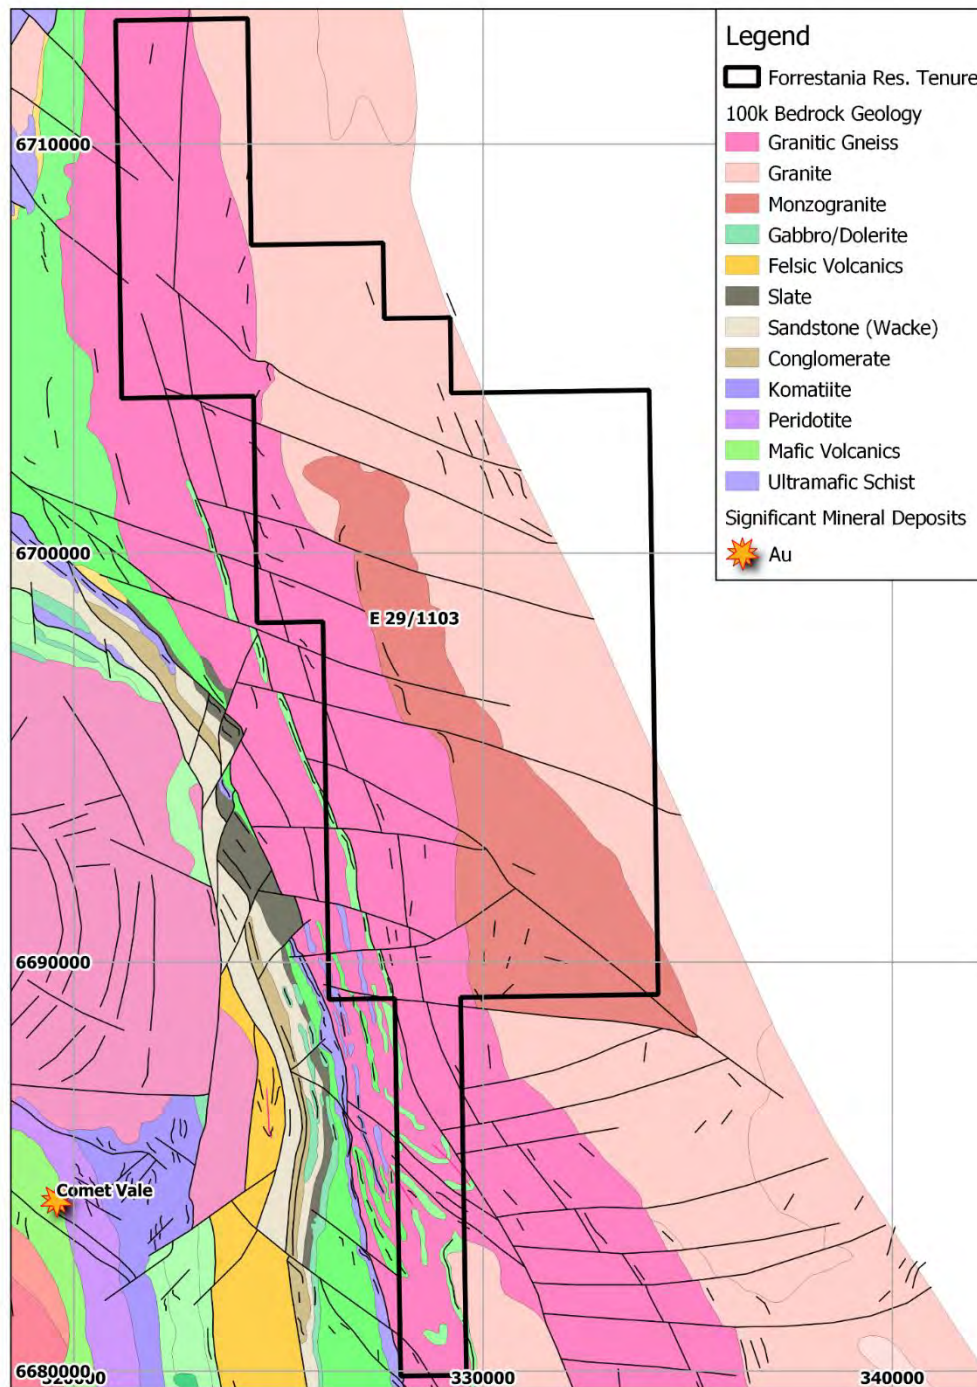 Legend
Forrestania Res. Tenure
100k Bedrock Geology
Granitic Gneiss
Granite
Monzogranite
Gabbro/Dolerite
Felsic Volcanics
Slate
Sandstone (Wacke)
Conglomerate
Komatiite
Peridotite
Mafic Volcanics
Ultramafic Schist
Significant Mineral Deposits
Au
6710000
6700000
E 29/1103
6690000
Comet Vale
6680000
330000
340000